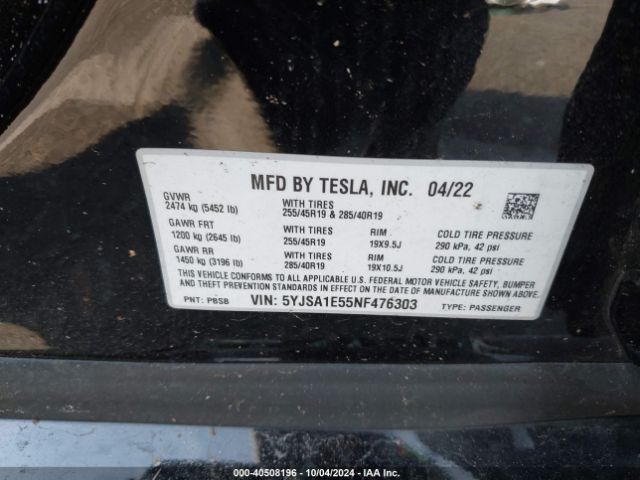 MFD BY TESLA, INC. 04/22
GVWR
2474 kg (5452 lb)
WITH TIRES
255/45R19 & 285/40R19
GAWR FRT
1200 kg (2645 lb)
WITH TIRES
255/45R19
RIM
19X9.5J
COLD TIRE PRESSURE
290 kPa, 42 psi
GAWR RR
1450 kg (3196 lb)
WITH TIRES
285/40R19
RIM
19X10.5J
COLD TIRE PRESSURE
290 kPa, 42 psi
THIS VEHICLE CONFORMS TO ALL APPLICABLE U.S. FEDERAL MOTOR VEHICLE SAFETY, BUMPER
AND THEFT PREVENTION STANDARDS IN EFFECT ON THE DATE OF MANUFACTURE SHOWN ABOVE.
PNT: PBSB VIN: 5YJSA1E55NF476303 TYPE: PASSENGER
000-40508196 - 10/04/2024 - IAA Inc.